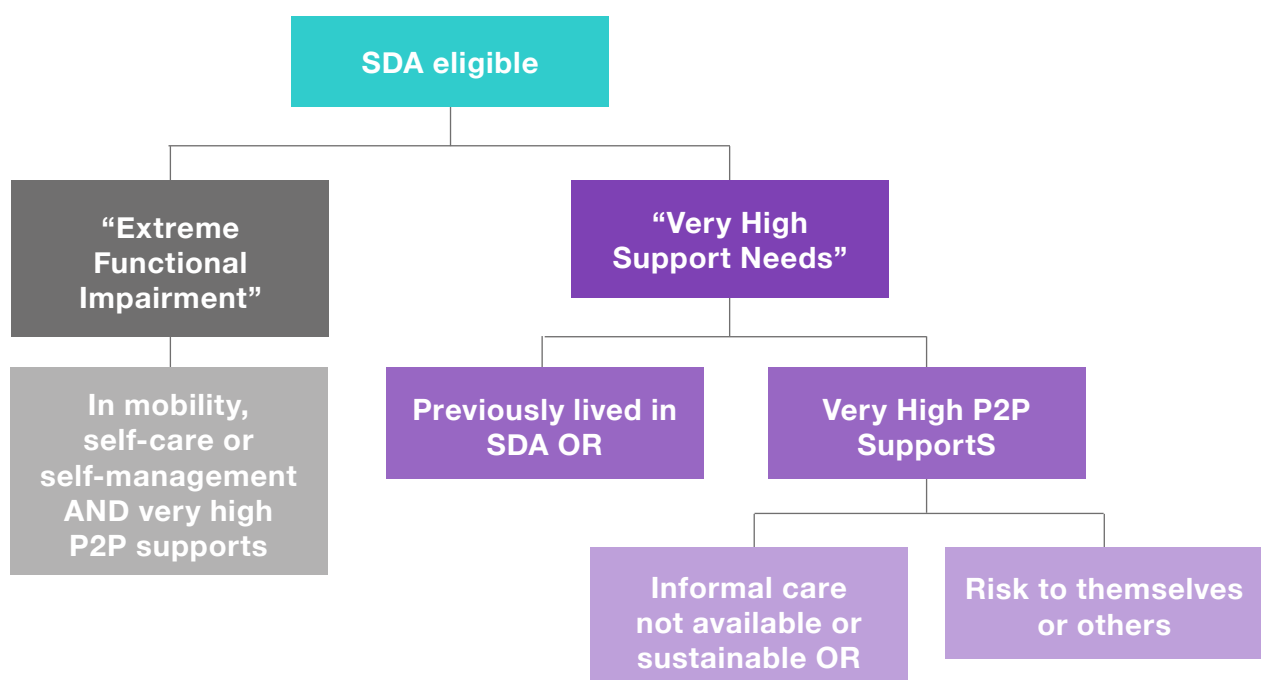 SDA eligible
“Extreme
Functional
Impairment”
“Very High
Support Needs”
In mobility,
self-care or
self-management
AND very high
P2P supports
Previously lived in
SDA OR
Very High P2P
SupportS
Informal care
not available or
sustainable OR
Risk to themselves
or others